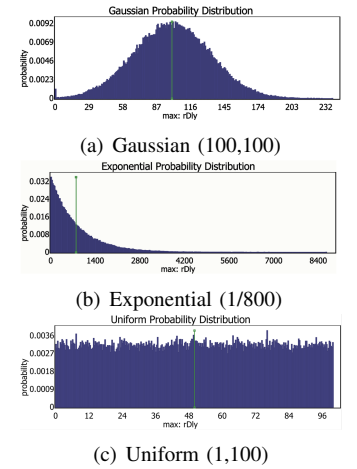 Gaussian Probability Distribution
0.0092
0.0069
0.0046
0.0023
0
probability
0 29 58 87 116 145 174 203 232
max: rDly
(a) Gaussian (100,100)
Exponential Probability Distribution
0.032
0.024
0.016
0.008
0
probability
0 1400 2800 4200 5600 7000 8400
max: rDly
(b) Exponential (1/800)
Uniform Probability Distribution
0.0036
0.0027
0.0018
0.0009
0
probability
0 12 24 36 48 60 72 84 96
max: rDly
(c) Uniform (1,100)